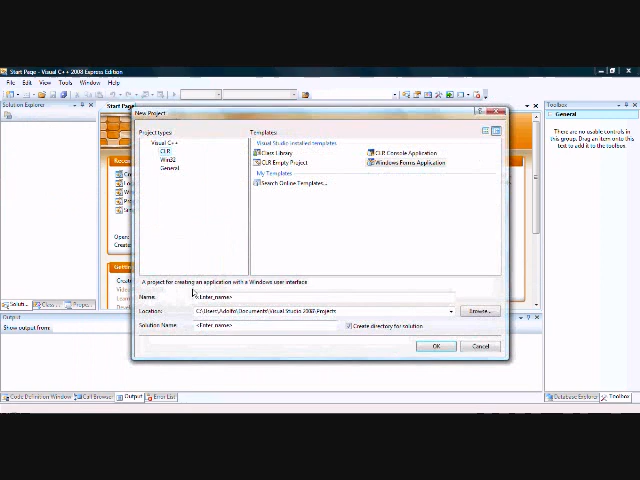 Start Page - Visual C++ 2008 Express Edition
File Edit View Tools Window Help
Solution Explorer
Start Page
Toolbox
General
There are no usable controls in this group. Drag an item onto this text to add it to the toolbox.
New Project
Project types:
Templates:
Visual C++
CLR
Win32
General
Visual Studio installed templates
Class Library
CLR Console Application
CLR Empty Project
Windows Forms Application
My Templates
Search Online Templates...
A project for creating an application with a Windows user interface
Name:
<Enter_name>
Location:
C:\Users\Adolfo\Documents\Visual Studio 2008\Projects
Browse...
Solution Name:
<Enter name>
Create directory for solution
OK
Cancel
Open:
Solut...
Class ...
Prope...
Output
Show output from:
Code Definition Window
Call Browser
Output
Error List
Database Explorer
Toolbox